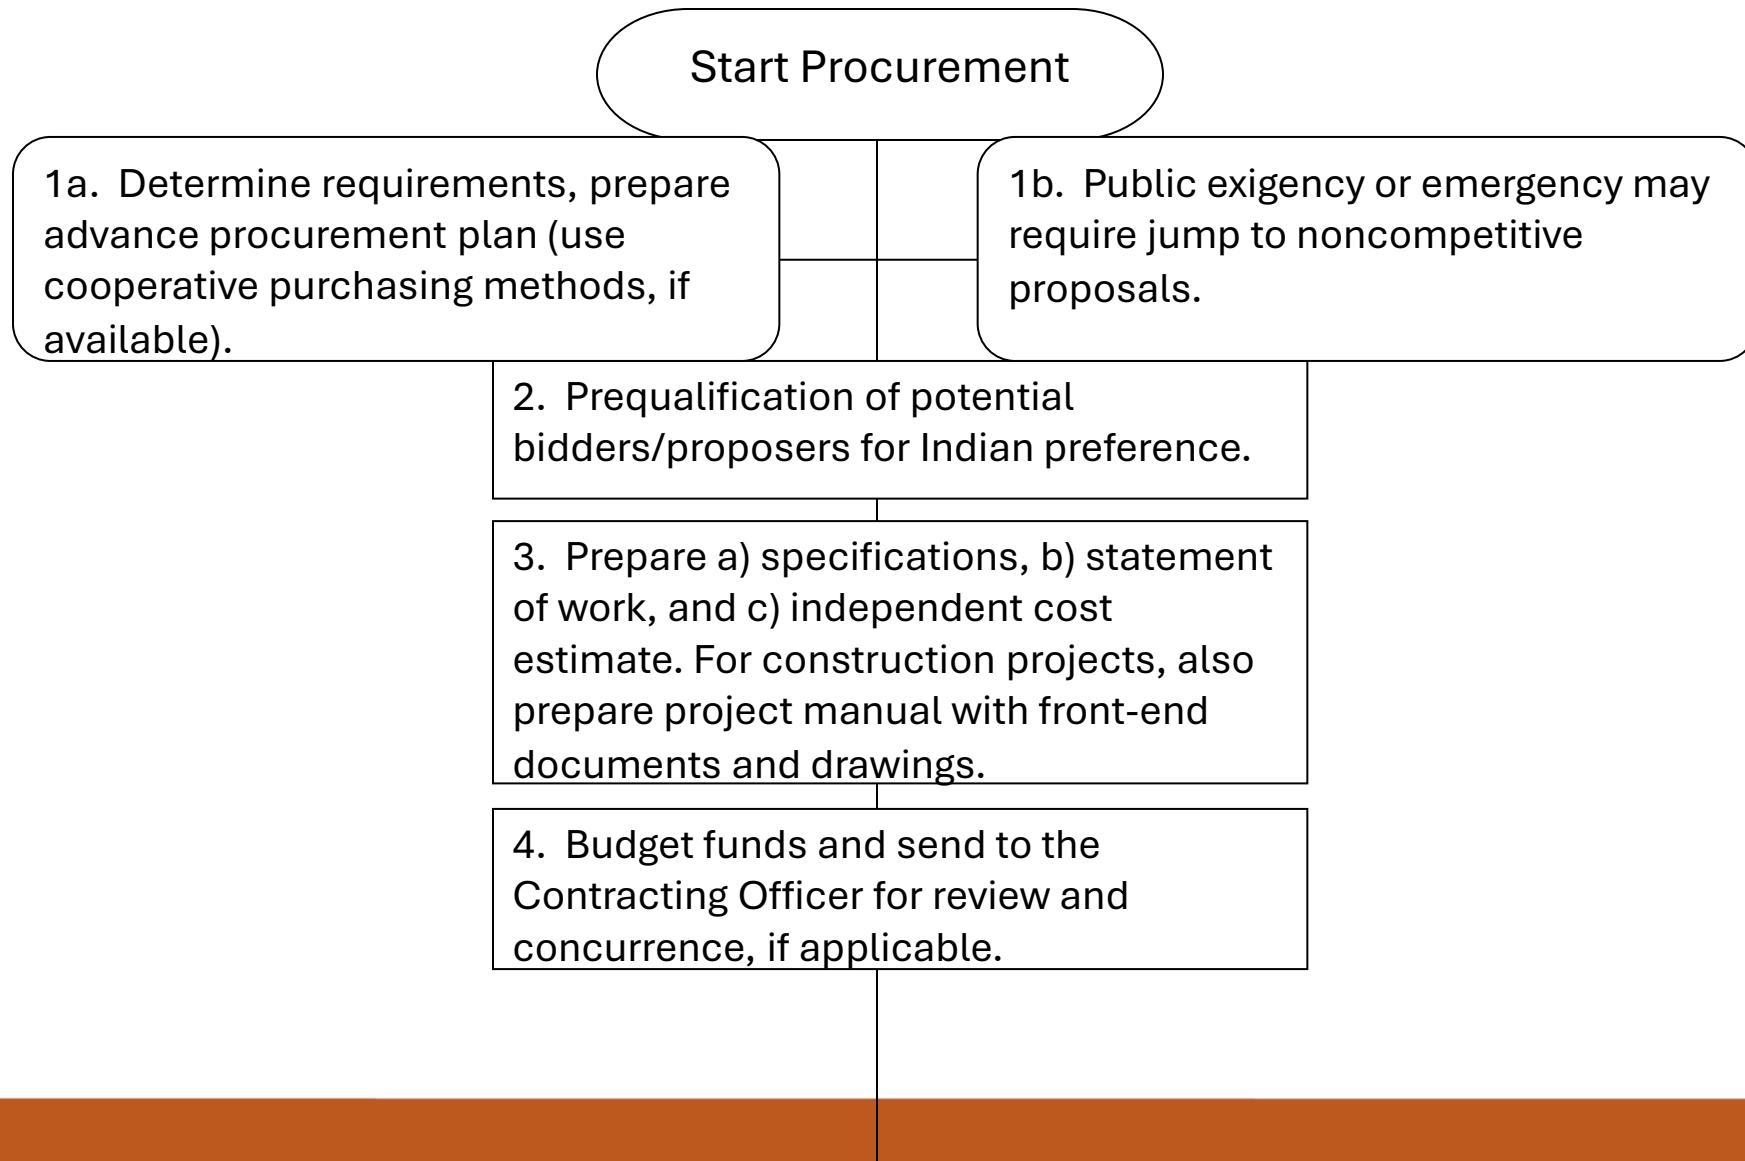 Start Procurement
1a.  Determine requirements, prepare
advance procurement plan (use
cooperative purchasing methods, if
available).
1b.  Public exigency or emergency may
require jump to noncompetitive
proposals.
2.  Prequalification of potential
bidders/proposers for Indian preference.
3.  Prepare a) specifications, b) statement
of work, and c) independent cost
estimate. For construction projects, also
prepare project manual with front-end
documents and drawings.
4.  Budget funds and send to the
Contracting Officer for review and
concurrence, if applicable.